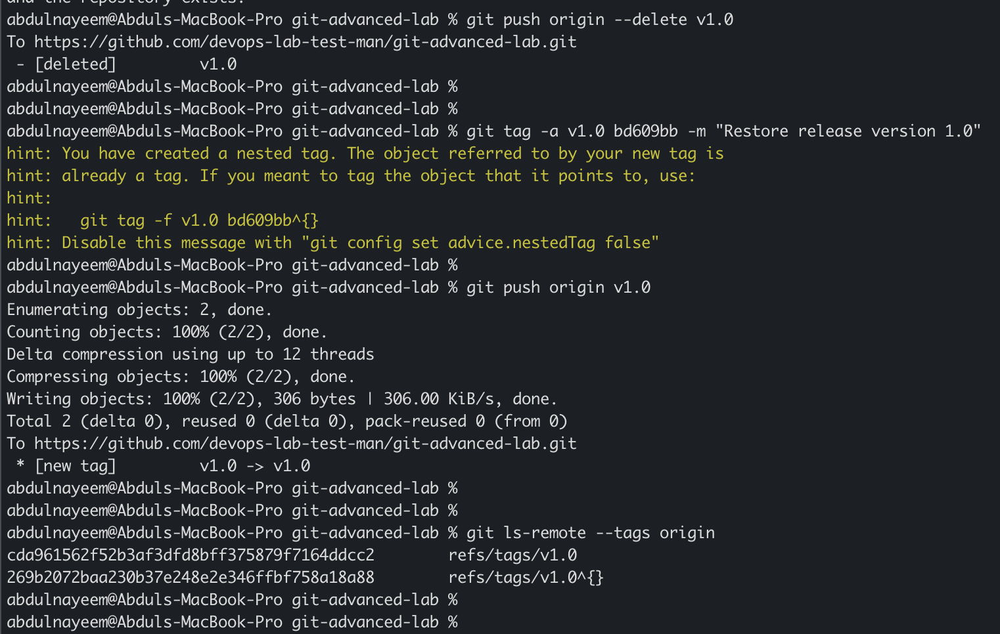 and the repository exists.
abdulnayeem@Abduls-MacBook-Pro git-advanced-lab % git push origin --delete v1.0
To https://github.com/devops-lab-test-man/git-advanced-lab.git
 - [deleted]         v1.0
abdulnayeem@Abduls-MacBook-Pro git-advanced-lab %
abdulnayeem@Abduls-MacBook-Pro git-advanced-lab %
abdulnayeem@Abduls-MacBook-Pro git-advanced-lab % git tag -a v1.0 bd609bb -m "Restore release version 1.0"
hint: You have created a nested tag. The object referred to by your new tag is
hint: already a tag. If you meant to tag the object that it points to, use:
hint:
hint:   git tag -f v1.0 bd609bb^{}
hint: Disable this message with "git config set advice.nestedTag false"
abdulnayeem@Abduls-MacBook-Pro git-advanced-lab %
abdulnayeem@Abduls-MacBook-Pro git-advanced-lab % git push origin v1.0
Enumerating objects: 2, done.
Counting objects: 100% (2/2), done.
Delta compression using up to 12 threads
Compressing objects: 100% (2/2), done.
Writing objects: 100% (2/2), 306 bytes | 306.00 KiB/s, done.
Total 2 (delta 0), reused 0 (delta 0), pack-reused 0 (from 0)
To https://github.com/devops-lab-test-man/git-advanced-lab.git
 * [new tag]         v1.0 -> v1.0
abdulnayeem@Abduls-MacBook-Pro git-advanced-lab %
abdulnayeem@Abduls-MacBook-Pro git-advanced-lab %
abdulnayeem@Abduls-MacBook-Pro git-advanced-lab % git ls-remote --tags origin
cda961562f52b3af3dfd8bff375879f7164ddcc2        refs/tags/v1.0
269b2072baa230b37e248e2e346ffbf758a18a88        refs/tags/v1.0^{}
abdulnayeem@Abduls-MacBook-Pro git-advanced-lab %
abdulnayeem@Abduls-MacBook-Pro git-advanced-lab %